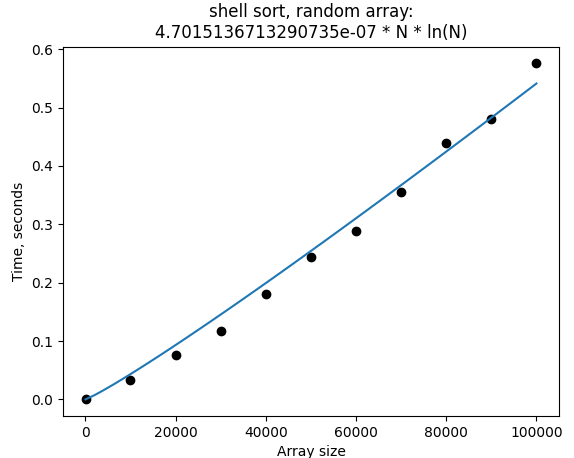 shell sort, random array:
4.7015136713290735e-07 * N * ln(N)
0.6
0.5
0.4
0.3
0.2
0.1
0.0
Time, seconds
0 20000 40000 60000 80000 100000
Array size